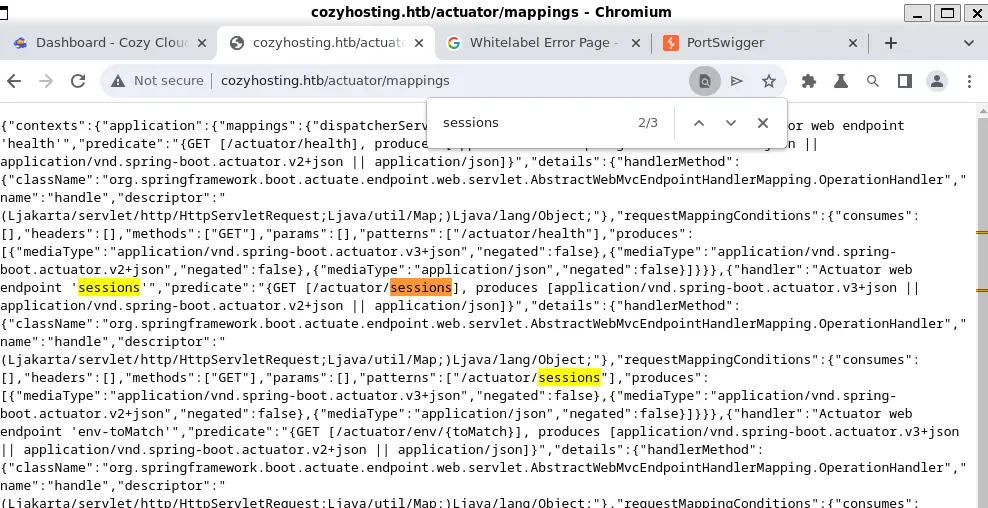 cozyhosting.htb/actuator/mappings - Chromium
Dashboard - Cozy Clou
cozyhosting.htb/actuato
Whitelabel Error Page -
PortSwigger
Not secure
cozyhosting.htb/actuator/mappings
sessions
2/3
{"contexts":{"application":{"mappings":{"dispatcherServ
or web endpoint
'health'","predicate":"{GET [/actuator/health], produce
n ||
application/vnd.spring-boot.actuator.v2+json || application/json]}","details":{"handlerMethod":
{"className":"org.springframework.boot.actuate.endpoint.web.servlet.AbstractWebMvcEndpointHandlerMapping.OperationHandler","
name":"handle","descriptor":"
(Ljakarta/servlet/http/HttpServletRequest;Ljava/util/Map;)Ljava/lang/Object;"},"requestMappingConditions":{"consumes":
[],"headers":[],"methods":["GET"],"params":[],"patterns":["/actuator/health"],"produces":
[{"mediaType":"application/vnd.spring-boot.actuator.v3+json","negated":false},{"mediaType":"application/vnd.spring-
boot.actuator.v2+json","negated":false},{"mediaType":"application/json","negated":false}]}}},{"handler":"Actuator web
endpoint 'sessions'","predicate":"{GET [/actuator/sessions], produces [application/vnd.spring-boot.actuator.v3+json ||
application/vnd.spring-boot.actuator.v2+json || application/json]}","details":{"handlerMethod":
{"className":"org.springframework.boot.actuate.endpoint.web.servlet.AbstractWebMvcEndpointHandlerMapping.OperationHandler","
name":"handle","descriptor":"
(Ljakarta/servlet/http/HttpServletRequest;Ljava/util/Map;)Ljava/lang/Object;"},"requestMappingConditions":{"consumes":
[],"headers":[],"methods":["GET"],"params":[],"patterns":["/actuator/sessions"],"produces":
[{"mediaType":"application/vnd.spring-boot.actuator.v3+json","negated":false},{"mediaType":"application/vnd.spring-
boot.actuator.v2+json","negated":false},{"mediaType":"application/json","negated":false}]}}},{"handler":"Actuator web
endpoint 'env-toMatch'","predicate":"{GET [/actuator/env/{toMatch}], produces [application/vnd.spring-boot.actuator.v3+json
|| application/vnd.spring-boot.actuator.v2+json || application/json]}","details":{"handlerMethod":
{"className":"org.springframework.boot.actuate.endpoint.web.servlet.AbstractWebMvcEndpointHandlerMapping.OperationHandler","
name":"handle","descriptor":"
(Ljakarta/servlet/http/HttpServletRequest;Ljava/util/Map;)Ljava/lang/Object;"},"requestMappingConditions":{"consumes":